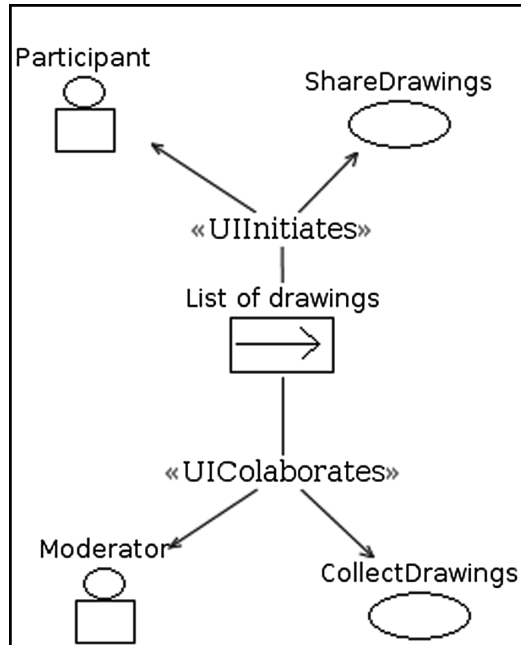 Participant
ShareDrawings
«UIInitiates»
List of drawings
«UIColaborates»
Moderator
CollectDrawings